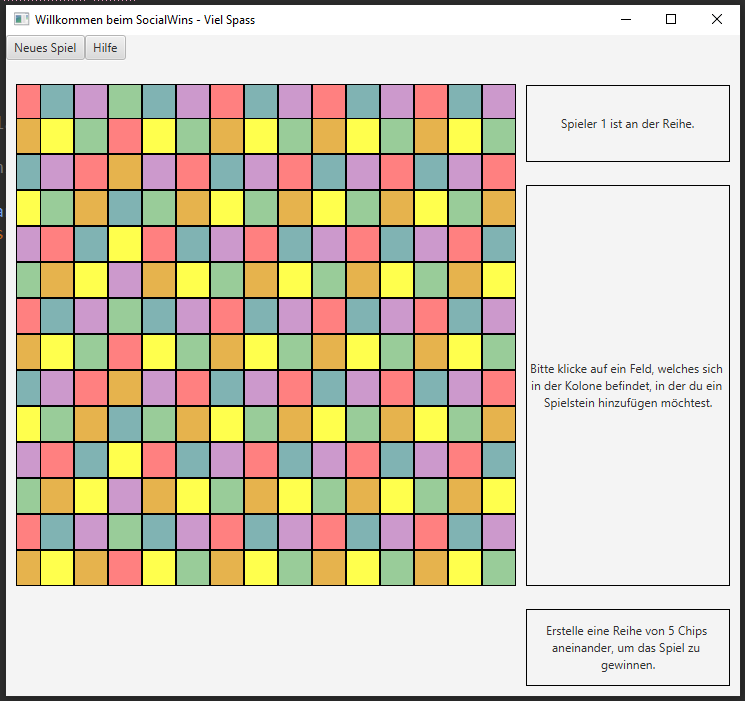 Willkommen beim SocialWins - Viel Spass
Neues Spiel
Hilfe
Spieler 1 ist an der Reihe.
Bitte klicke auf ein Feld, welches sich
in der Kolone befindet, in der du ein
Spielstein hinzufügen möchtest.
Erstelle eine Reihe von 5 Chips
aneinander, um das Spiel zu
gewinnen.